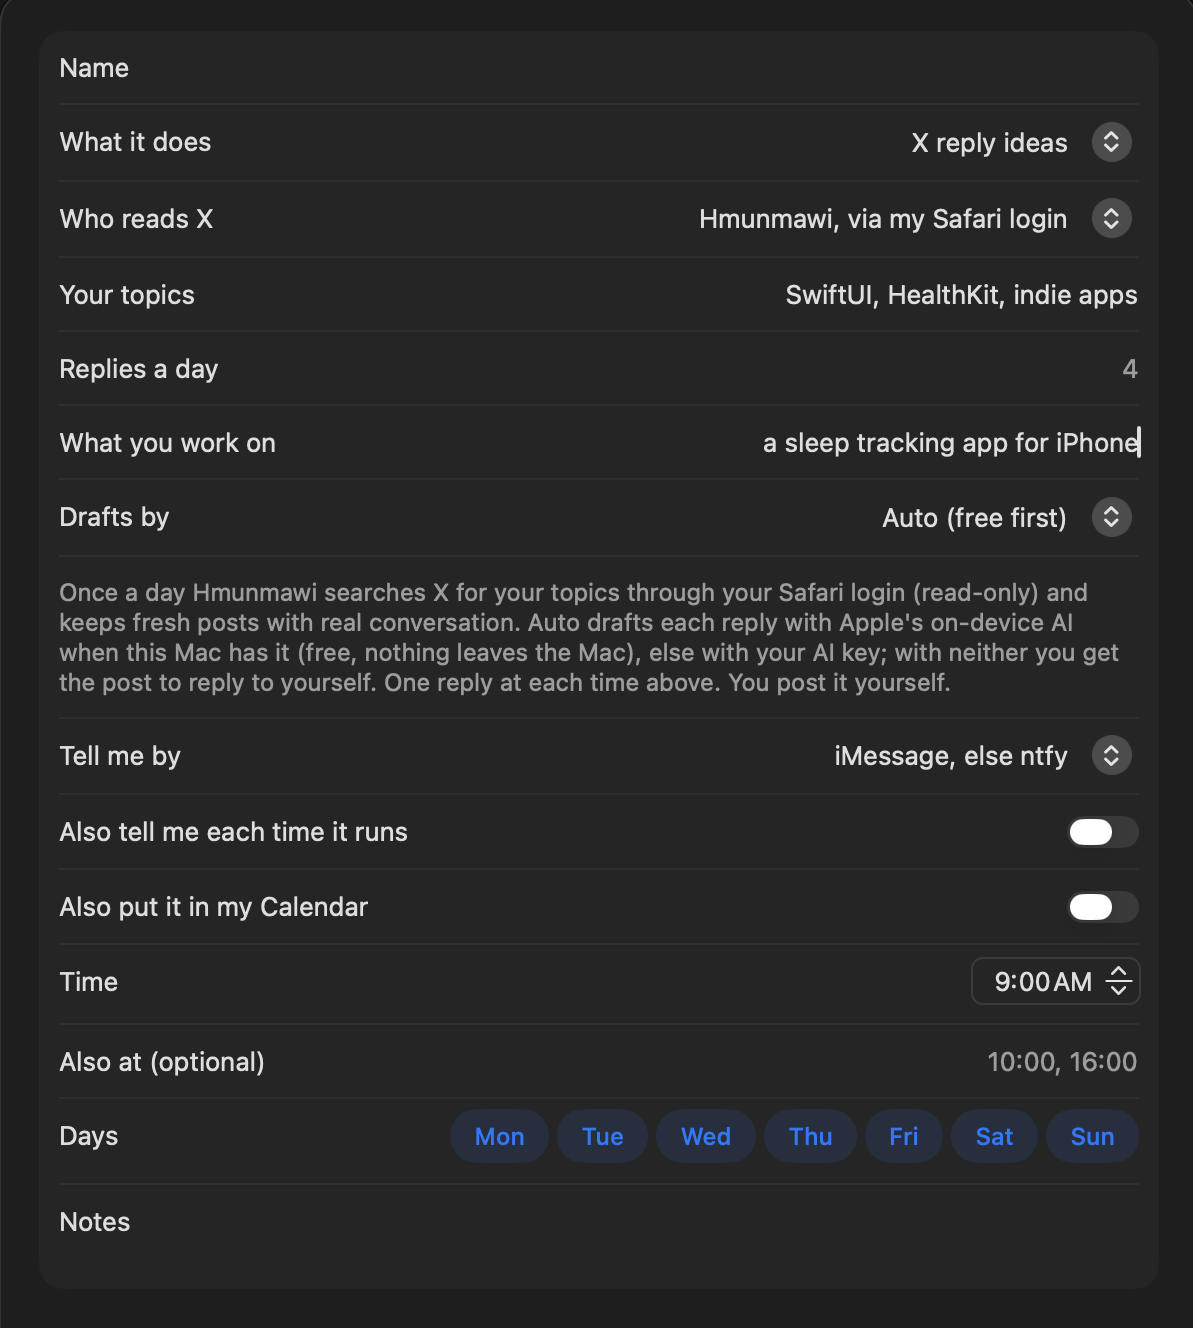 Name
What it does X reply ideas
Who reads X Hmunmawi, via my Safari login
Your topics SwiftUI, HealthKit, indie apps
Replies a day 4
What you work on a sleep tracking app for iPhone
Drafts by Auto (free first)
Once a day Hmunmawi searches X for your topics through your Safari login (read-only) and
keeps fresh posts with real conversation. Auto drafts each reply with Apple's on-device AI
when this Mac has it (free, nothing leaves the Mac), else with your AI key; with neither you get
the post to reply to yourself. One reply at each time above. You post it yourself.
Tell me by iMessage, else ntfy
Also tell me each time it runs
Also put it in my Calendar
Time 9:00 AM
Also at (optional) 10:00, 16:00
Days Mon Tue Wed Thu Fri Sat Sun
Notes